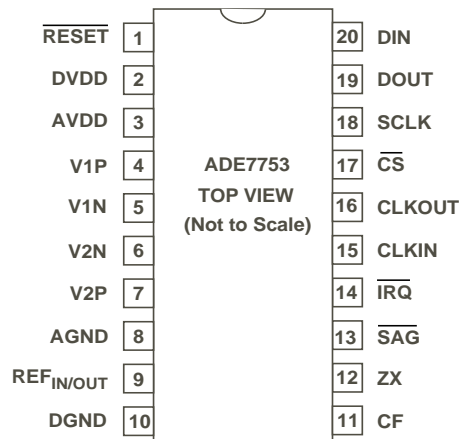 RESET 1 20 DIN
DVDD 2 19 DOUT
AVDD 3 18 SCLK
V1P 4 ADE7753 17 CS
V1N 5 TOP VIEW 16 CLKOUT
(Not to Scale)
V2N 6 15 CLKIN
V2P 7 14 IRQ
AGND 8 13 SAG
REFIN/OUT 9 12 ZX
DGND 10 11 CF